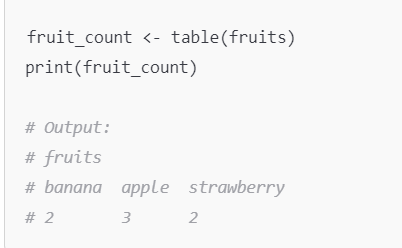 fruit_count <- table(fruits)
print(fruit_count)
# Output:
# fruits
# banana  apple  strawberry
# 2       3      2